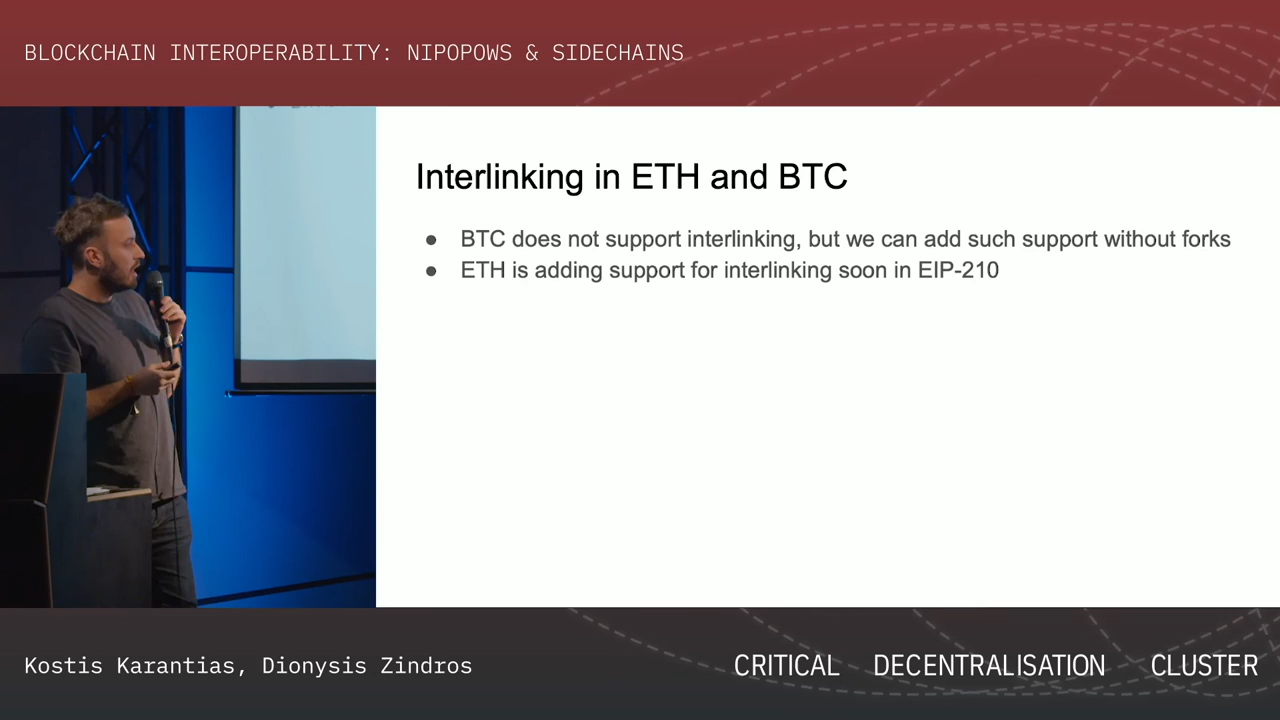 BLOCKCHAIN INTEROPERABILITY: NIPOPOWS & SIDECHAINS
Interlinking in ETH and BTC
● BTC does not support interlinking, but we can add such support without forks
● ETH is adding support for interlinking soon in EIP-210
Kostis Karantias, Dionysis Zindros
CRITICAL DECENTRALISATION CLUSTER